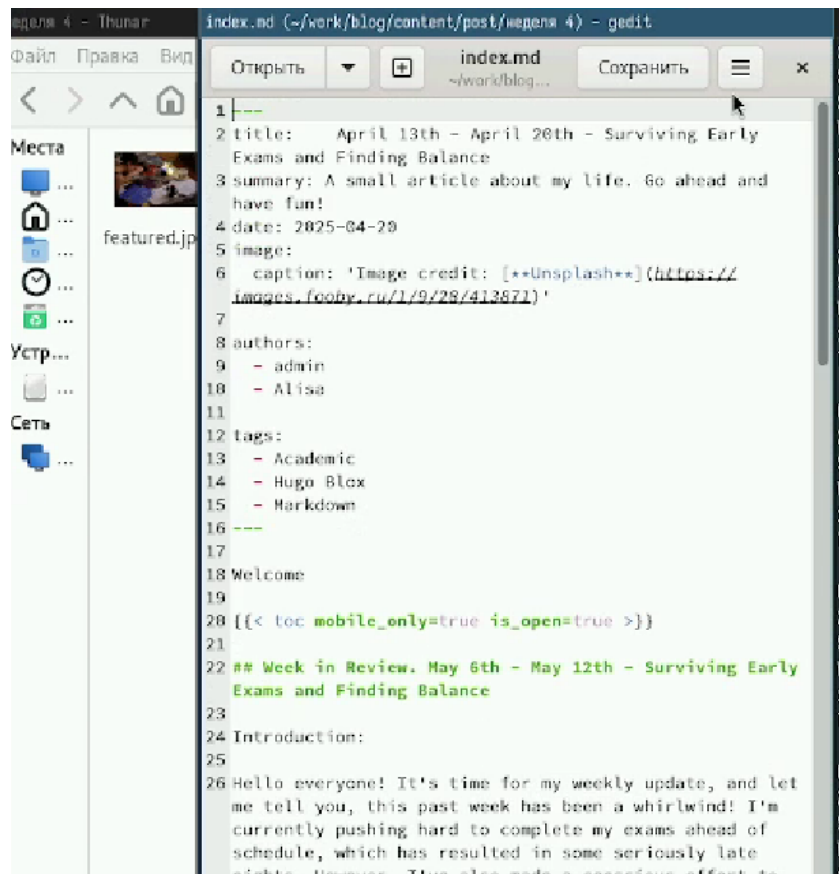 неделя 4 - Thunar
index.md (~/work/blog/content/post/неделя 4) - gedit
Файл Правка Вид
Открыть
index.md
~/work/blog...
Сохранить
Места
...
...
...
...
...
Устр...
...
Сеть
...
featured.jp
1 ---
2 title: April 13th - April 20th - Surviving Early
Exams and Finding Balance
3 summary: A small article about my life. Go ahead and
have fun!
4 date: 2025-04-20
5 image:
6 caption: 'Image credit: [**Unsplash**](https://
images.fooby.ru/1/9/28/413871)'
7
8 authors:
9 - admin
10 - Alisa
11
12 tags:
13 - Academic
14 - Hugo Blox
15 - Markdown
16 ---
17
18 Welcome
19
20 {{< toc mobile_only=true is_open=true >}}
21
22 ## Week in Review. May 6th - May 12th - Surviving Early
Exams and Finding Balance
23
24 Introduction:
25
26 Hello everyone! It's time for my weekly update, and let
me tell you, this past week has been a whirlwind! I'm
currently pushing hard to complete my exams ahead of
schedule, which has resulted in some seriously late